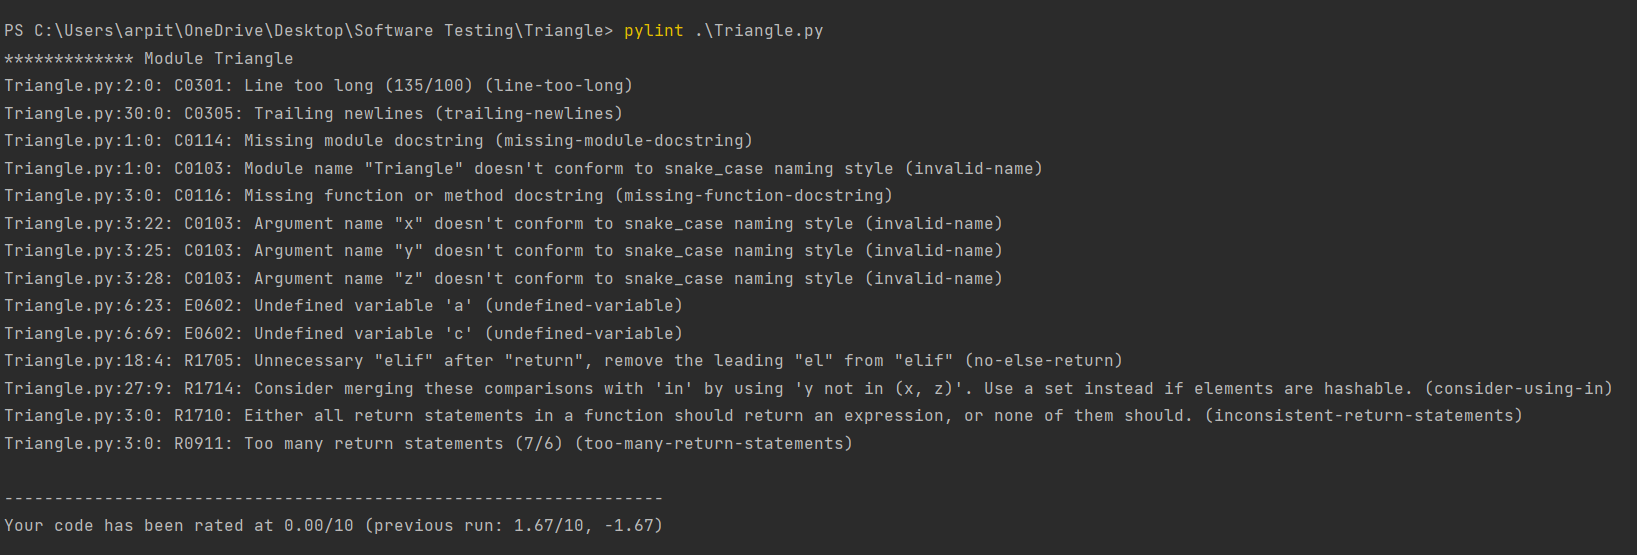 PS C:\Users\arpit\OneDrive\Desktop\Software Testing\Triangle> pylint .\Triangle.py
************* Module Triangle
Triangle.py:2:0: C0301: Line too long (135/100) (line-too-long)
Triangle.py:30:0: C0305: Trailing newlines (trailing-newlines)
Triangle.py:1:0: C0114: Missing module docstring (missing-module-docstring)
Triangle.py:1:0: C0103: Module name "Triangle" doesn't conform to snake_case naming style (invalid-name)
Triangle.py:3:0: C0116: Missing function or method docstring (missing-function-docstring)
Triangle.py:3:22: C0103: Argument name "x" doesn't conform to snake_case naming style (invalid-name)
Triangle.py:3:25: C0103: Argument name "y" doesn't conform to snake_case naming style (invalid-name)
Triangle.py:3:28: C0103: Argument name "z" doesn't conform to snake_case naming style (invalid-name)
Triangle.py:6:23: E0602: Undefined variable 'a' (undefined-variable)
Triangle.py:6:69: E0602: Undefined variable 'c' (undefined-variable)
Triangle.py:18:4: R1705: Unnecessary "elif" after "return", remove the leading "el" from "elif" (no-else-return)
Triangle.py:27:9: R1714: Consider merging these comparisons with 'in' by using 'y not in (x, z)'. Use a set instead if elements are hashable. (consider-using-in)
Triangle.py:3:0: R1710: Either all return statements in a function should return an expression, or none of them should. (inconsistent-return-statements)
Triangle.py:3:0: R0911: Too many return statements (7/6) (too-many-return-statements)
------------------------------------------------------------------
Your code has been rated at 0.00/10 (previous run: 1.67/10, -1.67)